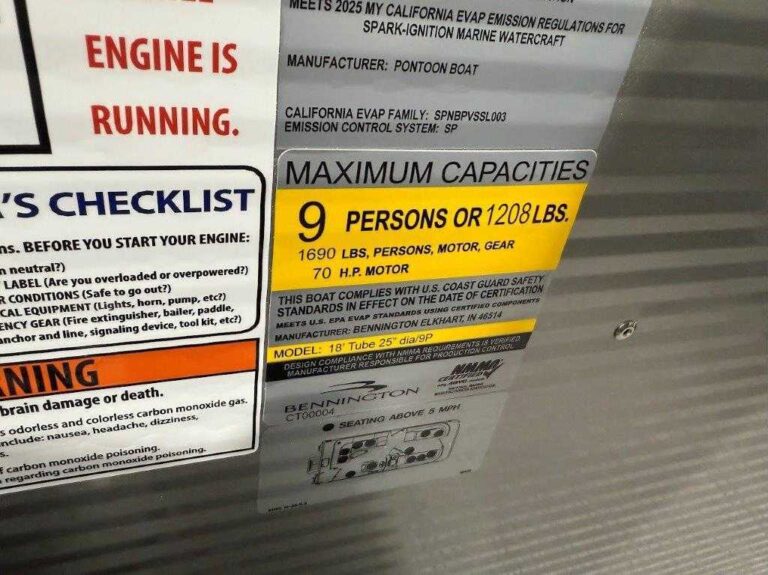 ENGINE IS
RUNNING.
'S CHECKLIST
ns. BEFORE YOU START YOUR ENGINE:
n neutral?)
LABEL (Are you overloaded or overpowered?)
R CONDITIONS (Safe to go out?)
CAL EQUIPMENT (Lights, horn, pump, etc?)
ENCY GEAR (Fire extinguisher, bailer, paddle,
anchor and line, signaling device, tool kit, etc?)
NING
brain damage or death.
s odorless and colorless carbon monoxide gas.
nclude: nausea, headache, dizziness,
s.
f carbon monoxide poisoning.
regarding carbon monoxide poisoning.
MEETS 2025 MY CALIFORNIA EVAP EMISSION REGULATIONS FOR
SPARK-IGNITION MARINE WATERCRAFT
MANUFACTURER: PONTOON BOAT
CALIFORNIA EVAP FAMILY: SPNBPVSSL003
EMISSION CONTROL SYSTEM: SP
MAXIMUM CAPACITIES
9 PERSONS OR 1208 LBS.
1690 LBS, PERSONS, MOTOR, GEAR
70 H.P. MOTOR
THIS BOAT COMPLIES WITH U.S. COAST GUARD SAFETY
STANDARDS IN EFFECT ON THE DATE OF CERTIFICATION
MEETS U.S. EPA EVAP STANDARDS USING CERTIFIED COMPONENTS
MANUFACTURER: BENNINGTON ELKHART, IN 46514
MODEL: 18' Tube 25" dia/9P
DESIGN COMPLIANCE WITH NMMA REQUIREMENTS IS VERIFIED
MANUFACTURER RESPONSIBLE FOR PRODUCTION CONTROL
BENNINGTON
NMMA
CERTIFIED
CT00004
SEATING ABOVE 5 MPH